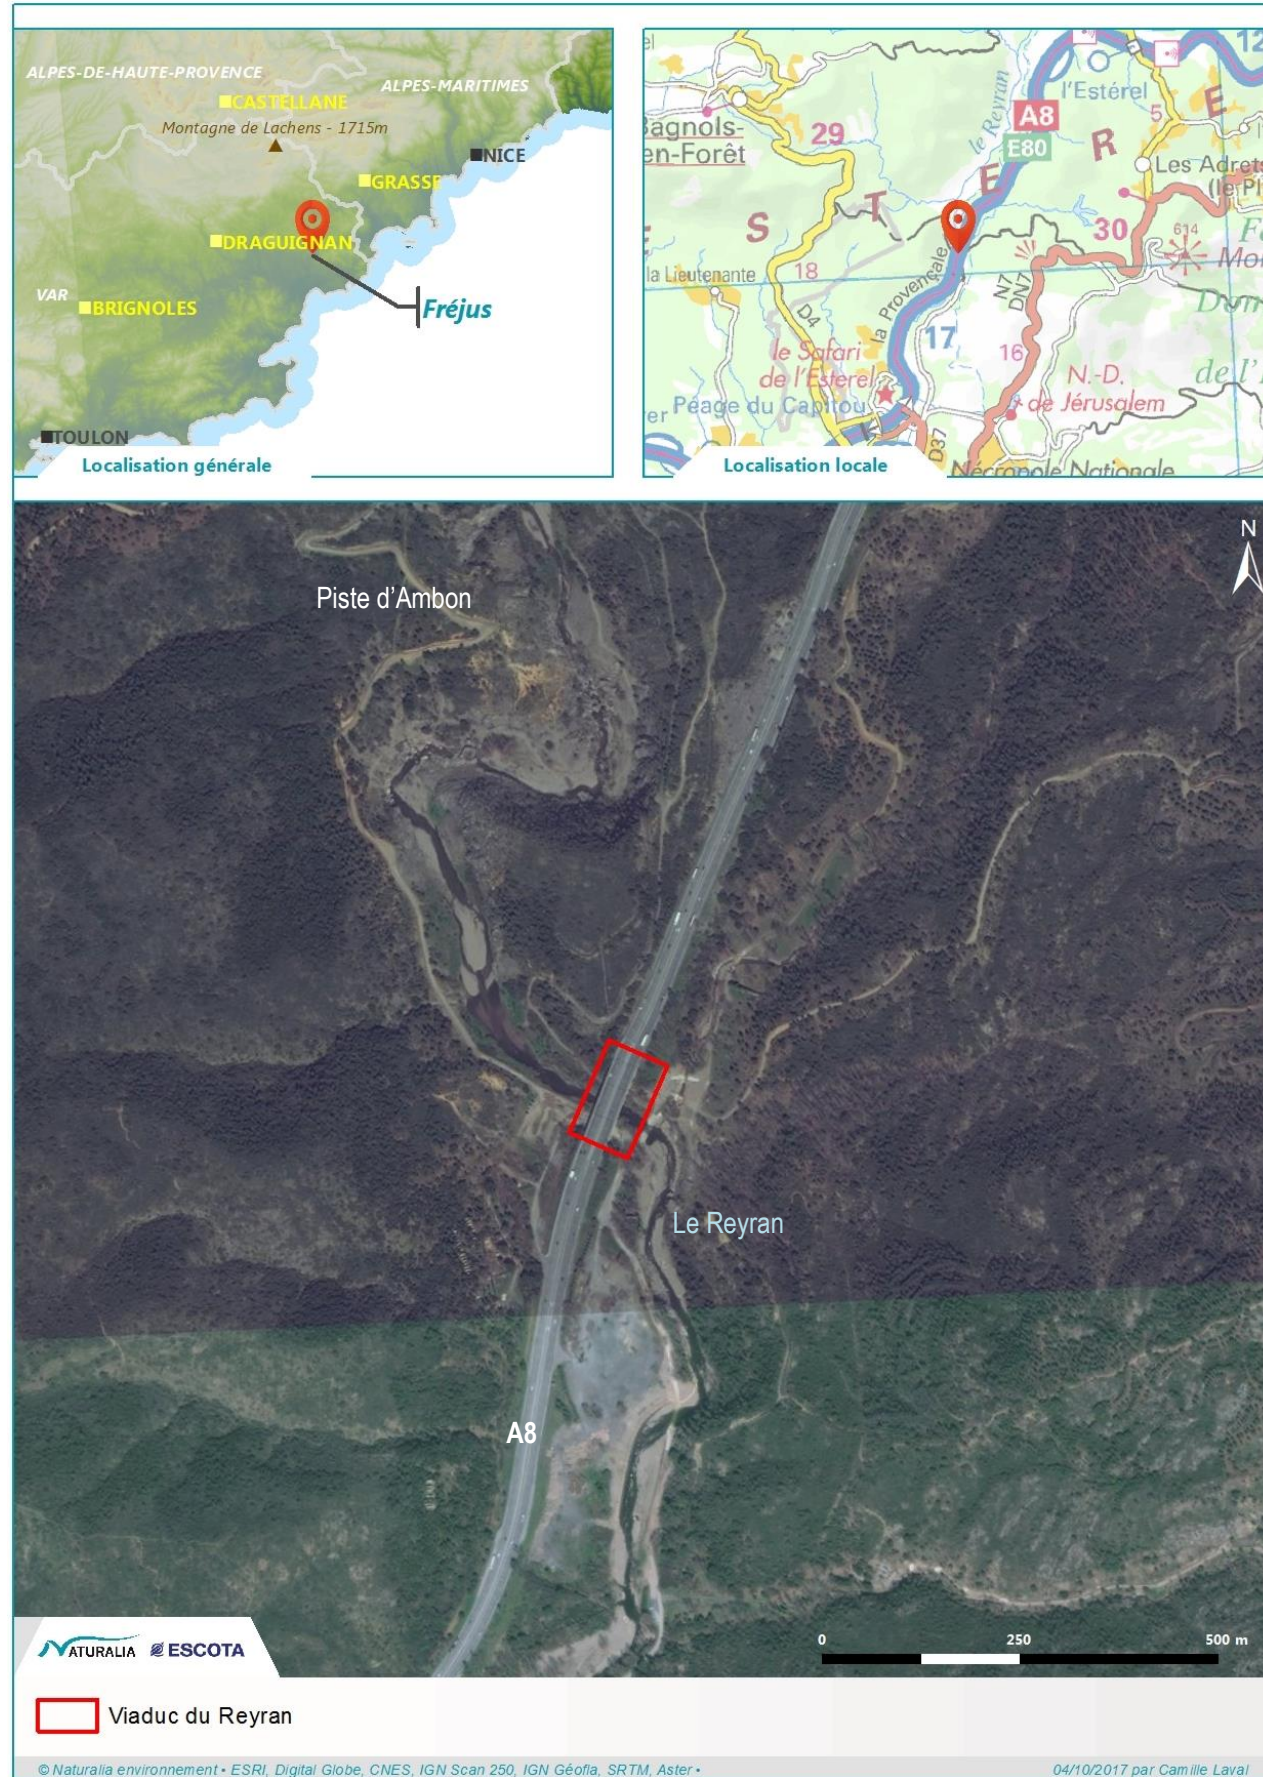 ALPES-DE-HAUTE-PROVENCE
ALPES-MARITIMES
CASTELLANE
Montagne de Lachens - 1715m
NICE
GRASSE
DRAGUIGNAN
VAR
BRIGNOLES
Fréjus
TOULON
Localisation générale
12
le Reyran
l'Estérel
A8
E80
5
Bagnols-
en-Forêt
29
E
R
E
T
S
Les Adrets
30
614
la Lieutenante
18
la Provençale
N7
DN7
D4
17
16
le Safari
de l'Esterel
N.-D.
de Jérusalem
de l'
Péage du Capitou
D37
Nécropole Nationale
Localisation locale
N
Piste d'Ambon
Le Reyran
A8
NATURALIA ESCOTA
0 250 500 m
Viaduc du Reyran
© Naturalia environnement • ESRI, Digital Globe, CNES, IGN Scan 250, IGN Géofla, SRTM, Aster •
04/10/2017 par Camille Laval